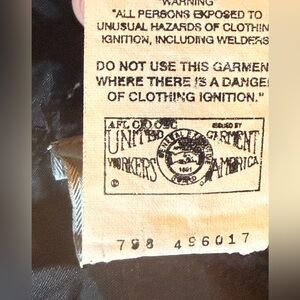 WARNING
"ALL PERSONS EXPOSED TO
UNUSUAL HAZARDS OF CLOTHIN
IGNITION, INCLUDING WELDERS
DO NOT USE THIS GARMEN
WHERE THERE IS A DANGE
OF CLOTHING IGNITION."
AFL CIO CLC
ISSUED BY
UNITED GARMENT
WORKERS AMERICA
1891
798 496017